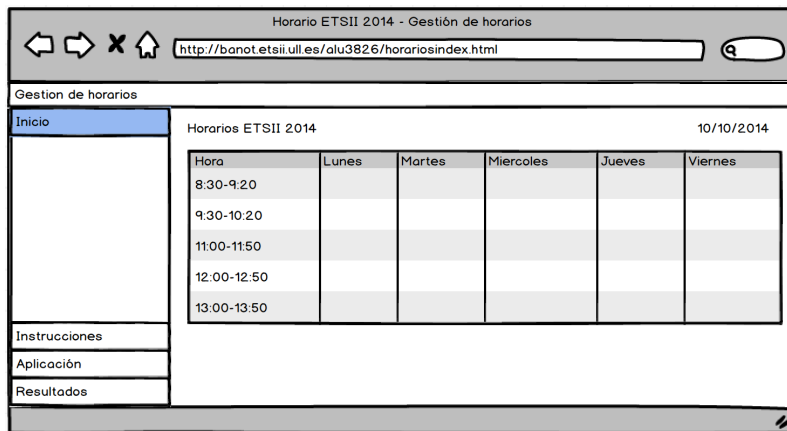 Horario ETSII 2014 - Gestión de horarios
http://banot.etsii.ull.es/alu3826/horariosindex.html
Gestion de horarios
Inicio
Horarios ETSII 2014 10/10/2014
Hora Lunes Martes Miercoles Jueves Viernes
8:30-9:20
9:30-10:20
11:00-11:50
12:00-12:50
13:00-13:50
Instrucciones
Aplicación
Resultados